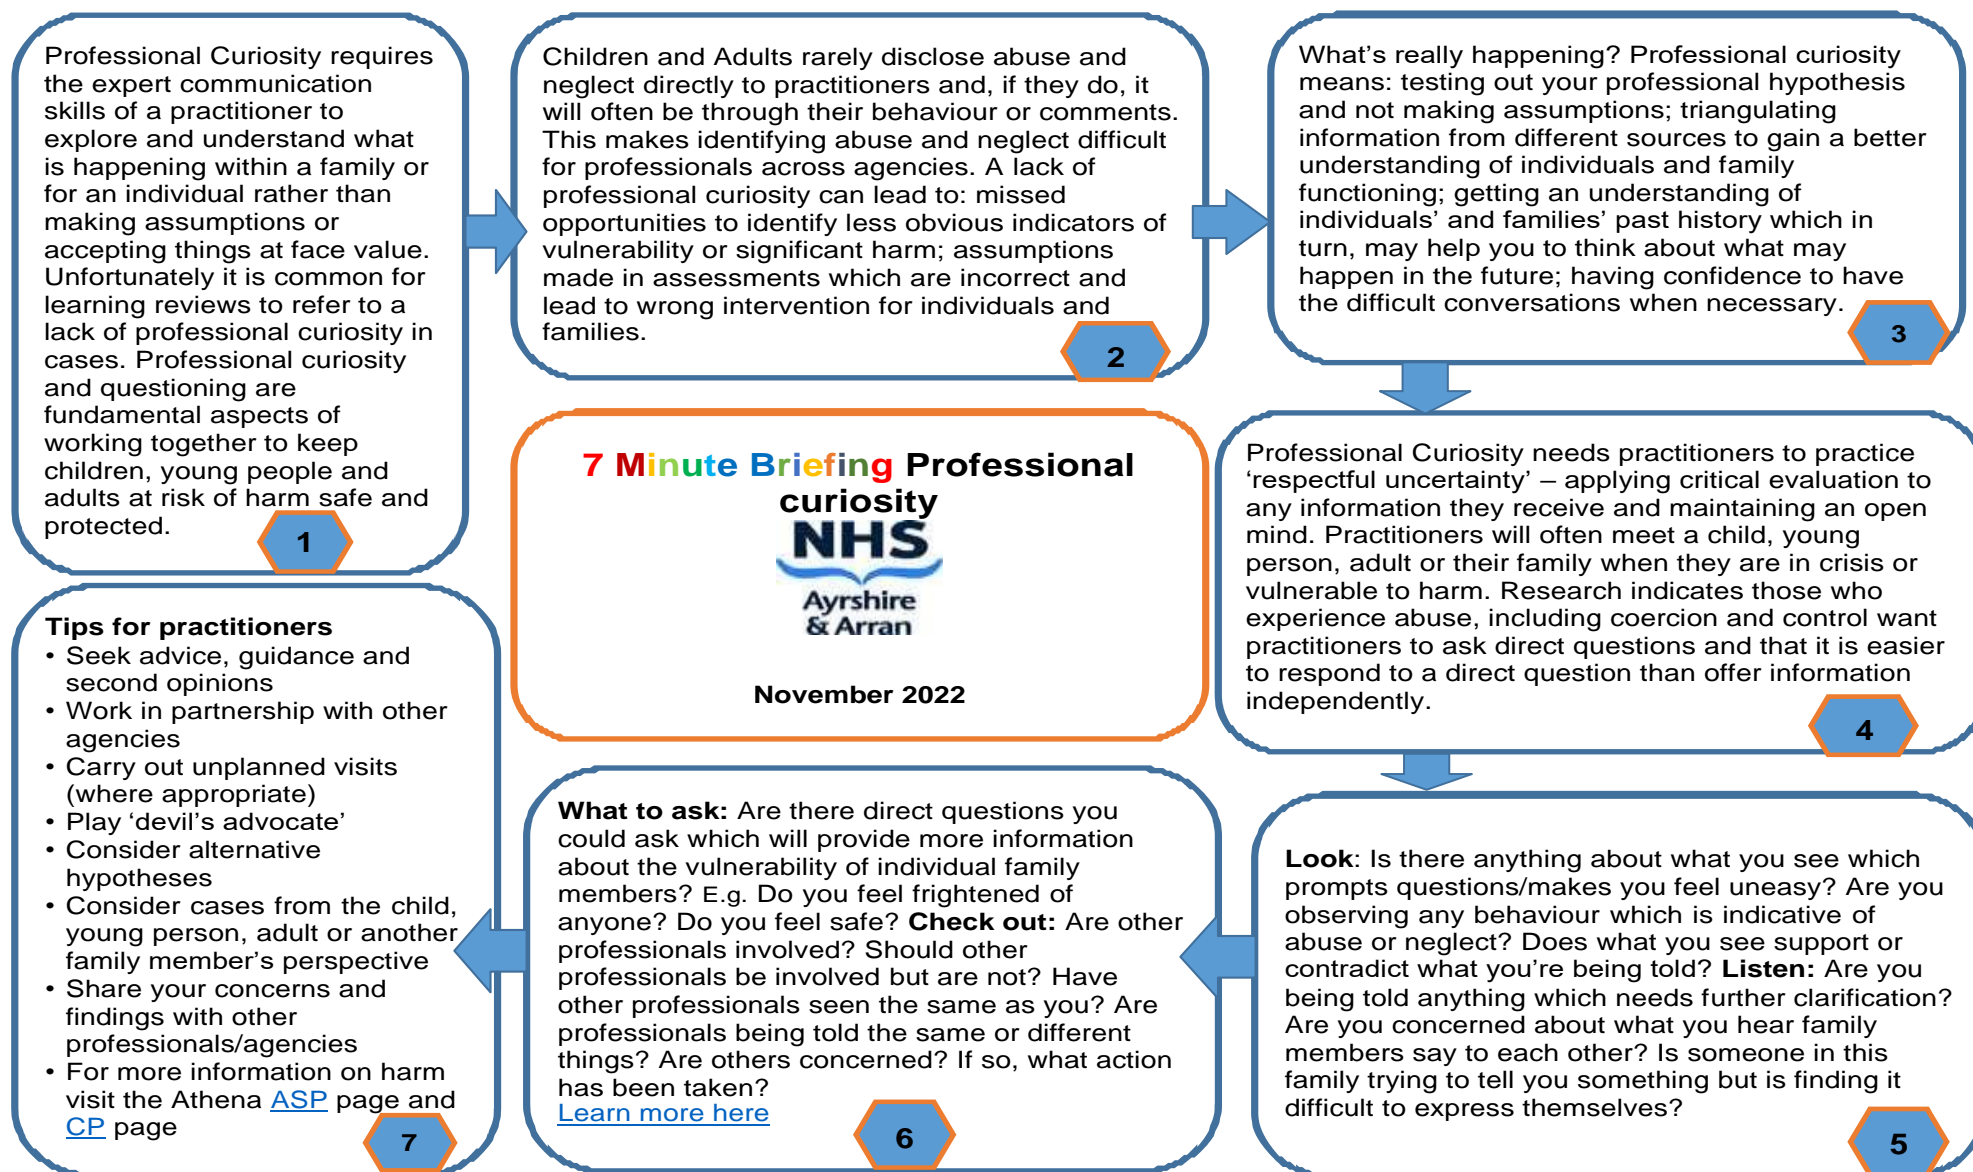 Professional Curiosity requires
the expert communication
skills of a practitioner to
explore and understand what
is happening within a family or
for an individual rather than
making assumptions or
accepting things at face value.
Unfortunately it is common for
learning reviews to refer to a
lack of professional curiosity in
cases. Professional curiosity
and questioning are
fundamental aspects of
working together to keep
children, young people and
adults at risk of harm safe and
protected.
1
Children and Adults rarely disclose abuse and
neglect directly to practitioners and, if they do, it
will often be through their behaviour or comments.
This makes identifying abuse and neglect difficult
for professionals across agencies. A lack of
professional curiosity can lead to: missed
opportunities to identify less obvious indicators of
vulnerability or significant harm; assumptions
made in assessments which are incorrect and
lead to wrong intervention for individuals and
families.
2
What’s really happening? Professional curiosity
means: testing out your professional hypothesis
and not making assumptions; triangulating
information from different sources to gain a better
understanding of individuals and family
functioning; getting an understanding of
individuals’ and families’ past history which in
turn, may help you to think about what may
happen in the future; having confidence to have
the difficult conversations when necessary.
3
7 Minute Briefing Professional
curiosity
NHS
Ayrshire
& Arran
November 2022
Professional Curiosity needs practitioners to practice
‘respectful uncertainty’ – applying critical evaluation to
any information they receive and maintaining an open
mind. Practitioners will often meet a child, young
person, adult or their family when they are in crisis or
vulnerable to harm. Research indicates those who
experience abuse, including coercion and control want
practitioners to ask direct questions and that it is easier
to respond to a direct question than offer information
independently.
4
Look: Is there anything about what you see which
prompts questions/makes you feel uneasy? Are you
observing any behaviour which is indicative of
abuse or neglect? Does what you see support or
contradict what you’re being told? Listen: Are you
being told anything which needs further clarification?
Are you concerned about what you hear family
members say to each other? Is someone in this
family trying to tell you something but is finding it
difficult to express themselves?
5
What to ask: Are there direct questions you
could ask which will provide more information
about the vulnerability of individual family
members? E.g. Do you feel frightened of
anyone? Do you feel safe? Check out: Are other
professionals involved? Should other
professionals be involved but are not? Have
other professionals seen the same as you? Are
professionals being told the same or different
things? Are others concerned? If so, what action
has been taken?
Learn more here
6
Tips for practitioners
• Seek advice, guidance and
second opinions
• Work in partnership with other
agencies
• Carry out unplanned visits
(where appropriate)
• Play ‘devil’s advocate’
• Consider alternative
hypotheses
• Consider cases from the child,
young person, adult or another
family member’s perspective
• Share your concerns and
findings with other
professionals/agencies
• For more information on harm
visit the Athena ASP page and
CP page
7